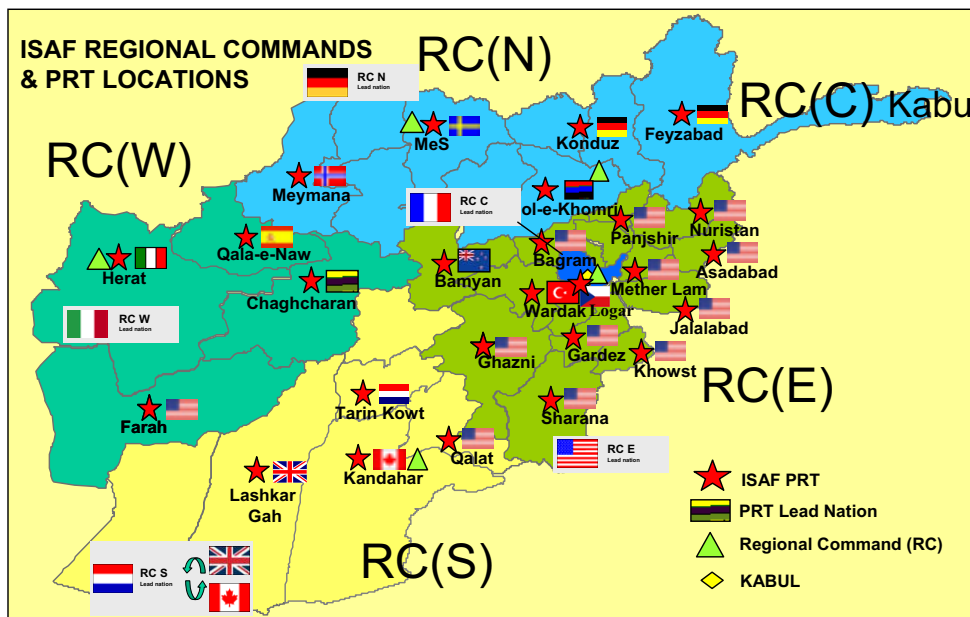 ISAF REGIONAL COMMANDS
& PRT LOCATIONS
RC(N)
RC N
Lead nation
RC(C) Kabu
RC(W)
MeS
Konduz
Feyzabad
Meymana
ol-e-Khomri
RC C
Lead nation
Qala-e-Naw
Herat
Chaghcharan
Bamyan
Bagram
Panjshir
Nuristan
Asadabad
Mether Lam
Wardak
Logar
Jalalabad
RC W
Lead nation
Ghazni
Gardez
Khowst
RC(E)
Farah
Tarin Kowt
Sharana
Qalat
RC E
Lead nation
Lashkar
Gah
Kandahar
RC(S)
RC S
Lead nation
ISAF PRT
PRT Lead Nation
Regional Command (RC)
KABUL